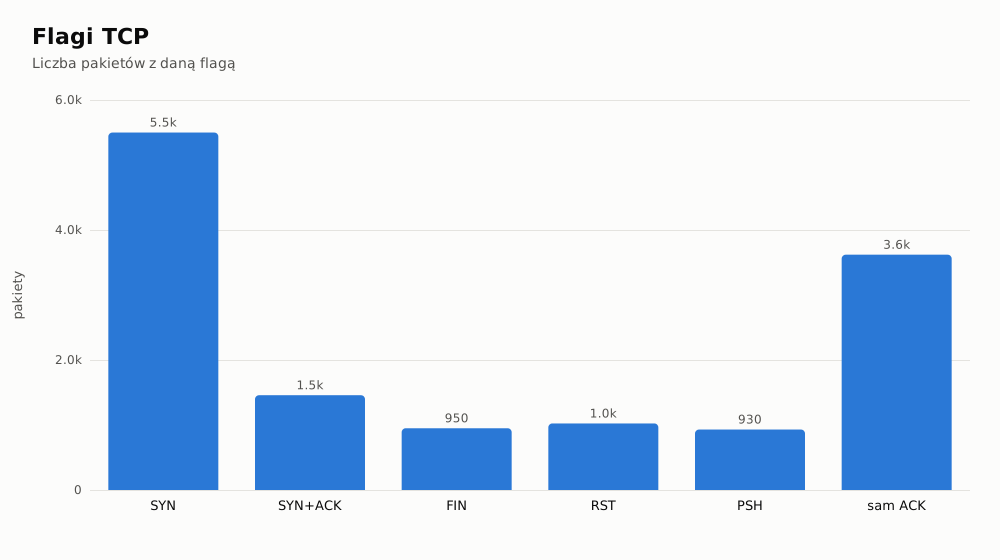 Flagi TCP
Liczba pakietów z daną flagą
pakiety
6.0k
4.0k
2.0k
0
5.5k
1.5k
950
1.0k
930
3.6k
SYN
SYN+ACK
FIN
RST
PSH
sam ACK